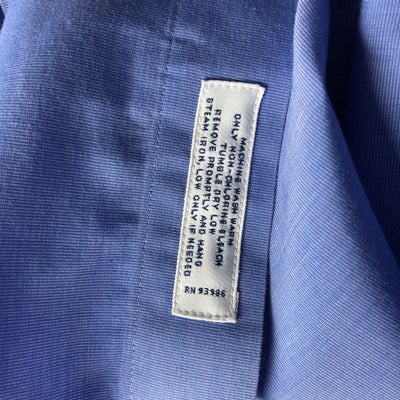 MACHINE WASH WARM
ONLY NON-CHLORINE BLEACH
TUMBLE DRY LOW
REMOVE PROMPTLY AND HANG
STEAM IRON, LOW ONLY IF NEEDED
RN 93986